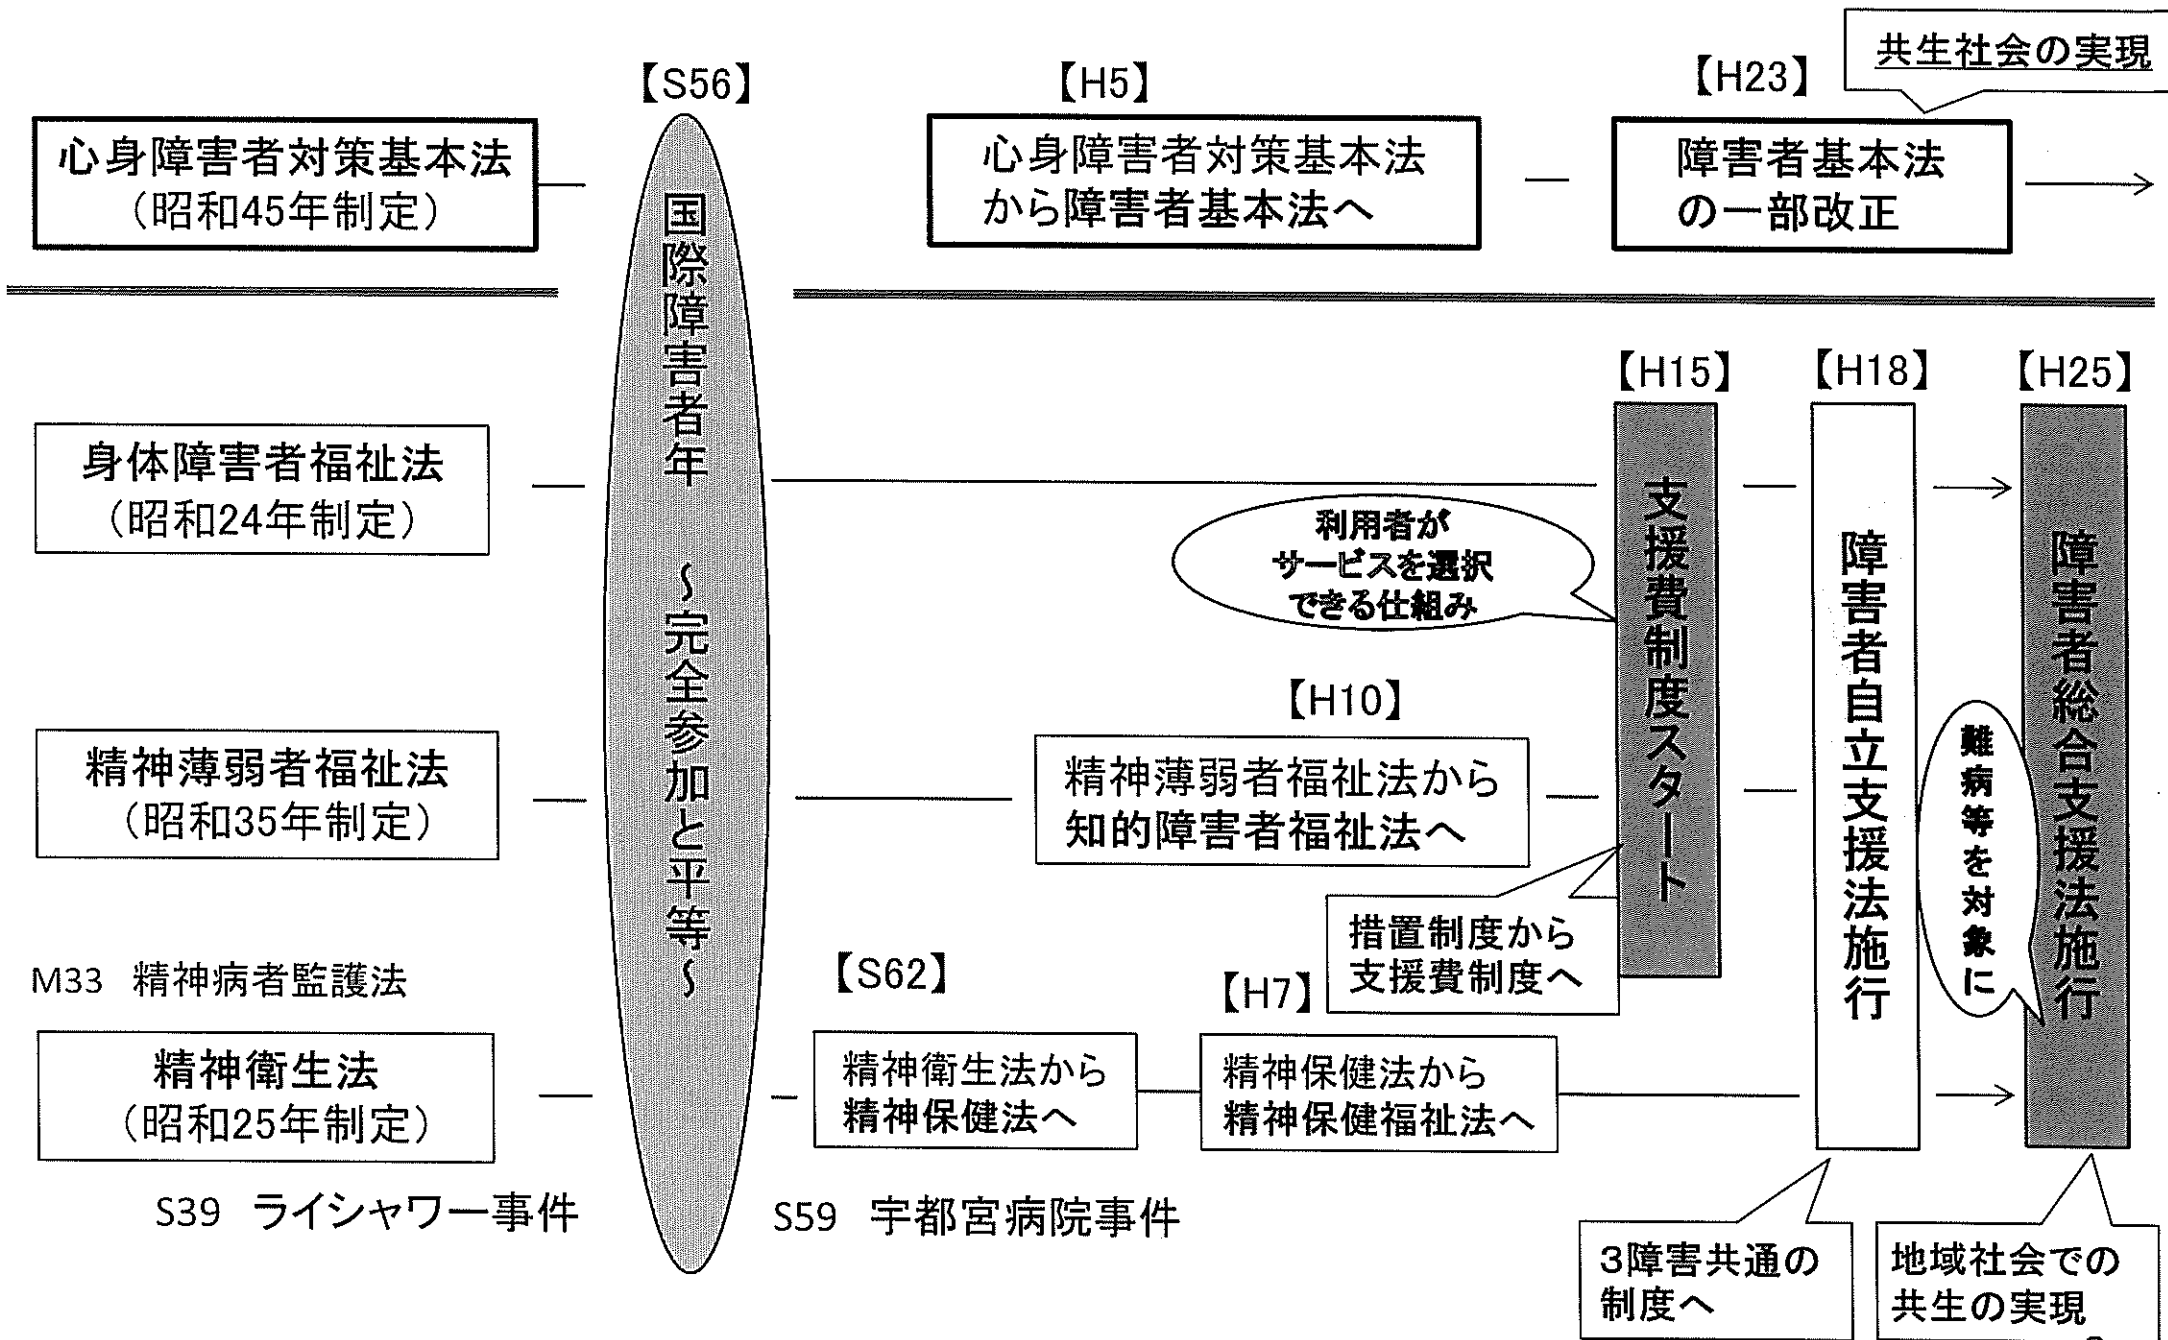 共生社会の実現
【S56】
【H5】
【H23】
心身障害者対策基本法
（昭和45年制定）
心身障害者対策基本法
から障害者基本法へ
障害者基本法
の一部改正
国際障害者年　～完全参加と平等～
【H15】
【H18】
【H25】
身体障害者福祉法
（昭和24年制定）
利用者が
サービスを選択
できる仕組み
支援費制度スタート
障害者自立支援法施行
障害者総合支援法施行
難病等を対象に
【H10】
精神薄弱者福祉法
（昭和35年制定）
精神薄弱者福祉法から
知的障害者福祉法へ
措置制度から
支援費制度へ
M33　精神病者監護法
【S62】
【H7】
精神衛生法
（昭和25年制定）
精神衛生法から
精神保健法へ
精神保健法から
精神保健福祉法へ
S39　ライシャワー事件
S59　宇都宮病院事件
３障害共通の
制度へ
地域社会での
共生の実現